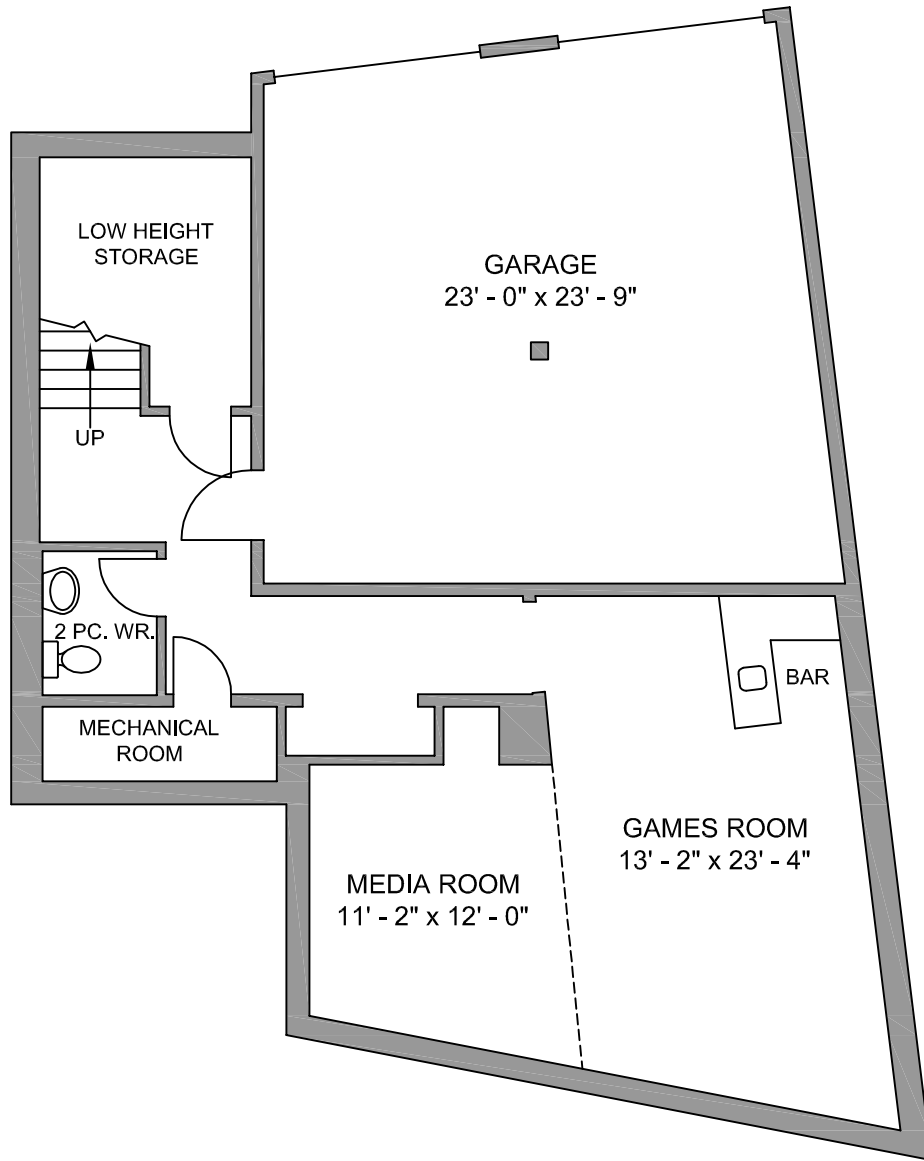 LOW HEIGHT
STORAGE
GARAGE
23' - 0" x 23' - 9"
UP
2 PC. WR.
BAR
MECHANICAL
ROOM
GAMES ROOM
13' - 2" x 23' - 4"
MEDIA ROOM
11' - 2" x 12' - 0"